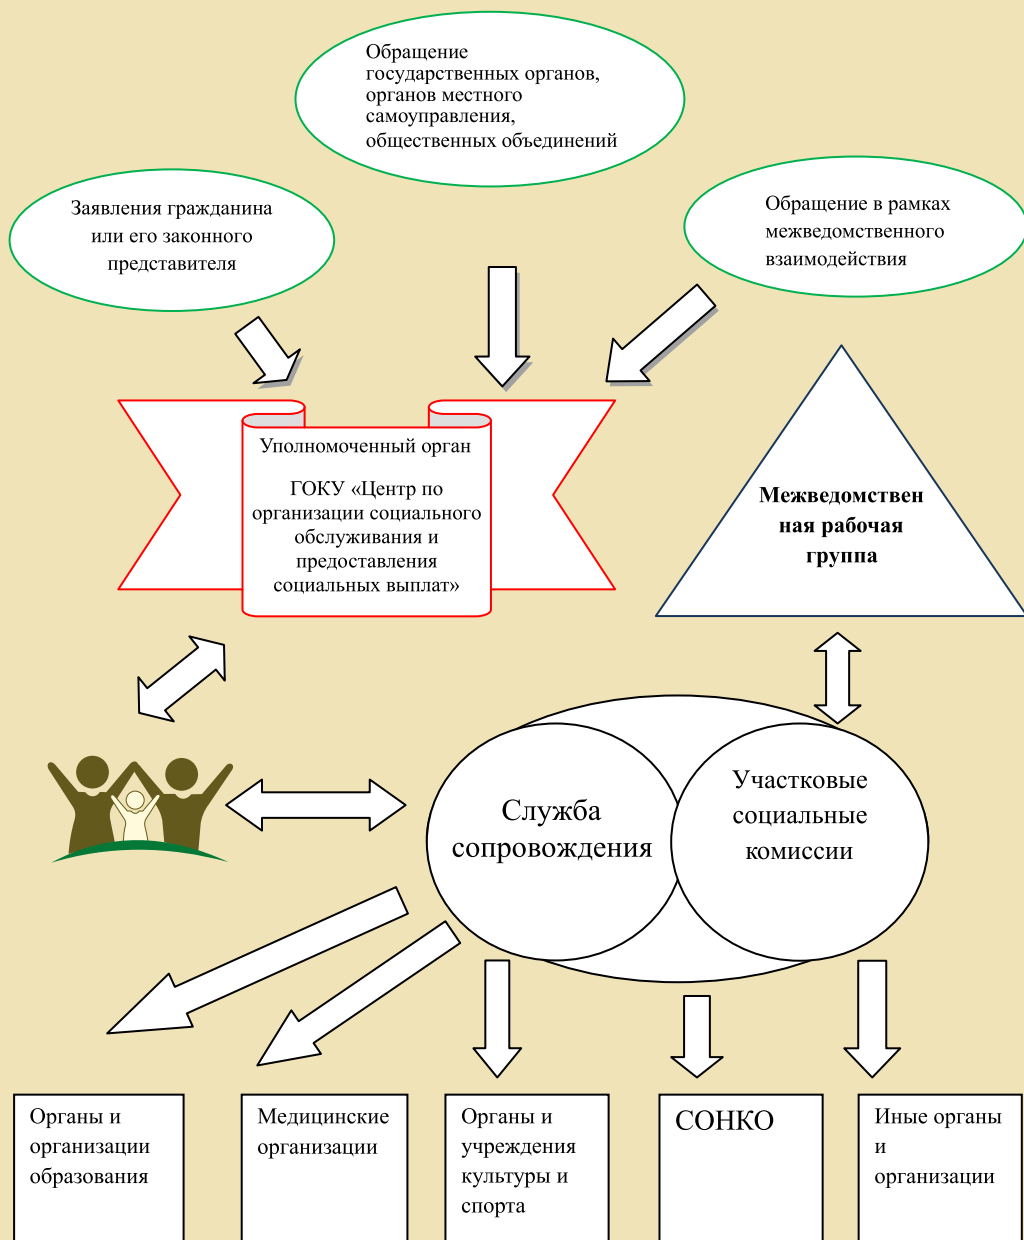 Обращение
государственных органов,
органов местного
самоуправления,
общественных объединений
Заявления гражданина
или его законного
представителя
Обращение в рамках
межведомственного
взаимодействия
Уполномоченный орган
ГОКУ «Центр по
организации социального
обслуживания и
предоставления
социальных выплат»
Межведомствен
ная рабочая
группа
Служба
сопровождения
Участковые
социальные
комиссии
Органы и
организации
образования
Медицинские
организации
Органы и
учреждения
культуры и
спорта
СОНКО
Иные органы
и
организации